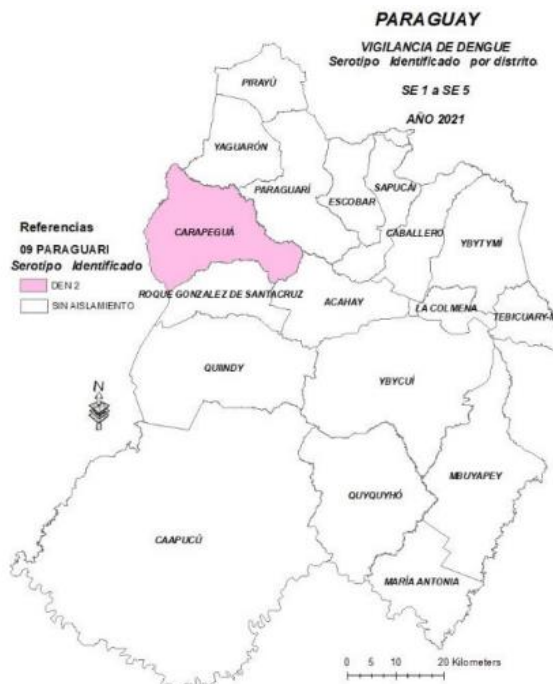 PARAGUAY
VIGILANCIA DE DENGUE
Serotipo Identificado por distrito.
SE 1 a SE 5
AÑO 2021
PIRAYÚ
YAGUARÓN
PARAGUARÍ
ESCOBAR
SAPUCÁI
CABALLERO
YBYTYMÍ
CARAPEGUÁ
Referencias
09 PARAGUARI
Serotipo Identificado
DEN 2
SIN AISLAMIENTO
ROQUE GONZALEZ DE SANTACRUZ
ACAHAY
LA COLMENA
TEBICUARY-M
QUIINDY
YBYCUÍ
N
MBUYAPEY
QUYQUYHÓ
CAAPUCÚ
MARÍA ANTONIA
0 5 10 20 Kilometers